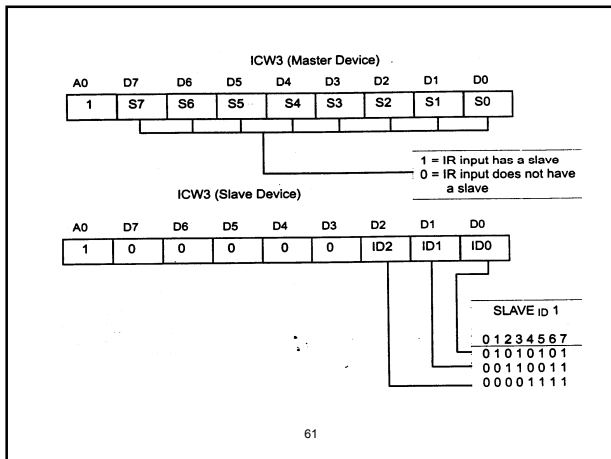 ICW3 (Master Device)
A0 D7 D6 D5 D4 D3 D2 D1 D0
1 S7 S6 S5 S4 S3 S2 S1 S0
1 = IR input has a slave
0 = IR input does not have
a slave
ICW3 (Slave Device)
A0 D7 D6 D5 D4 D3 D2 D1 D0
1 0 0 0 0 0 ID2 ID1 ID0
SLAVE ID 1
0 1 2 3 4 5 6 7
0 1 0 1 0 1 0 1
0 0 1 1 0 0 1 1
0 0 0 0 1 1 1 1
61